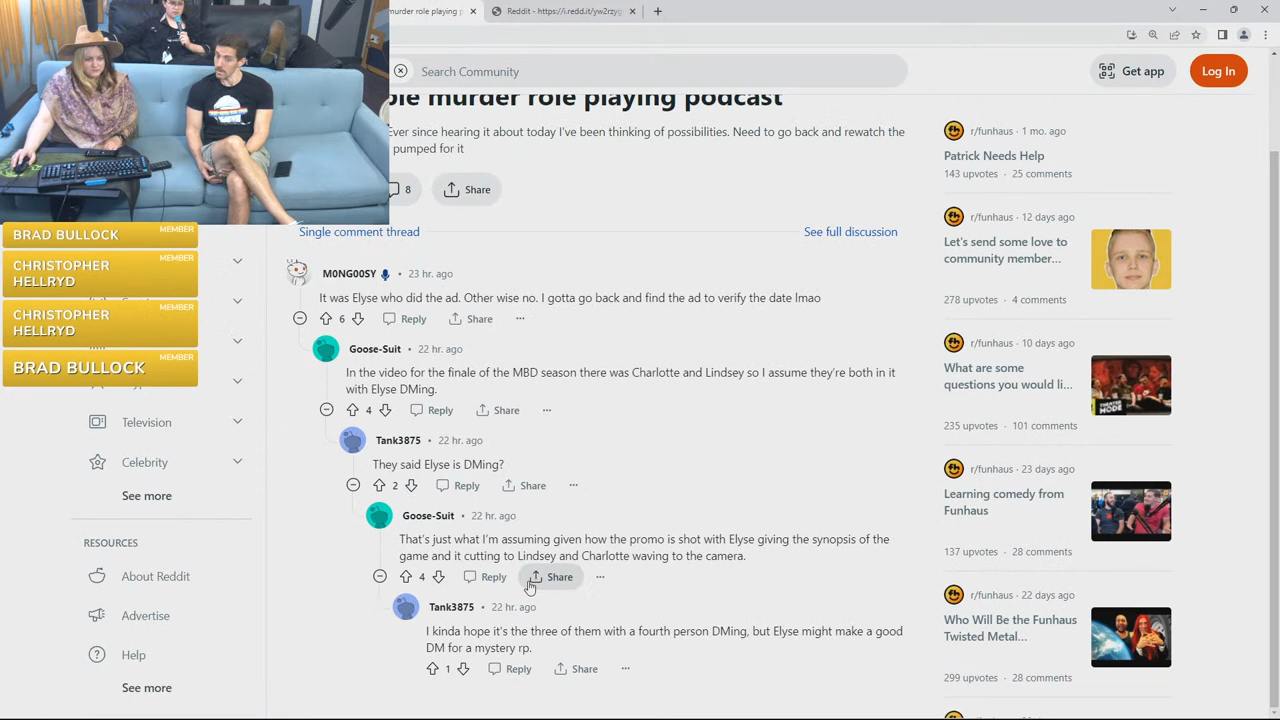 murder role playing p
Reddit - https://i.redd.it/yw2rzyg
Search Community
Get app
Log In
ple murder role playing podcast
Ever since hearing it about today I've been thinking of possibilities. Need to go back and rewatch the
pumped for it
8
Share
Single comment thread
See full discussion
BRAD BULLOCK
MEMBER
CHRISTOPHER
HELLRYD
MEMBER
CHRISTOPHER
HELLRYD
MEMBER
BRAD BULLOCK
MEMBER
Television
Celebrity
See more
RESOURCES
About Reddit
Advertise
Help
See more
M0NG00SY • 23 hr. ago
It was Elyse who did the ad. Other wise no. I gotta go back and find the ad to verify the date lmao
6 Reply Share ···
Goose-Suit • 22 hr. ago
In the video for the finale of the MBD season there was Charlotte and Lindsey so I assume they're both in it
with Elyse DMing.
4 Reply Share ···
Tank3875 • 22 hr. ago
They said Elyse is DMing?
2 Reply Share ···
Goose-Suit • 22 hr. ago
That's just what I'm assuming given how the promo is shot with Elyse giving the synopsis of the
game and it cutting to Lindsey and Charlotte waving to the camera.
4 Reply Share ···
Tank3875 • 22 hr. ago
I kinda hope it's the three of them with a fourth person DMing, but Elyse might make a good
DM for a mystery rp.
1 Reply Share ···
r/funhaus · 1 mo. ago
Patrick Needs Help
143 upvotes · 25 comments
r/funhaus · 12 days ago
Let's send some love to
community member...
278 upvotes · 4 comments
r/funhaus · 10 days ago
What are some
questions you would li...
THEATER
MODE
235 upvotes · 101 comments
r/funhaus · 23 days ago
Learning comedy from
Funhaus
137 upvotes · 28 comments
r/funhaus · 22 days ago
Who Will Be the Funhaus
Twisted Metal...
299 upvotes · 28 comments